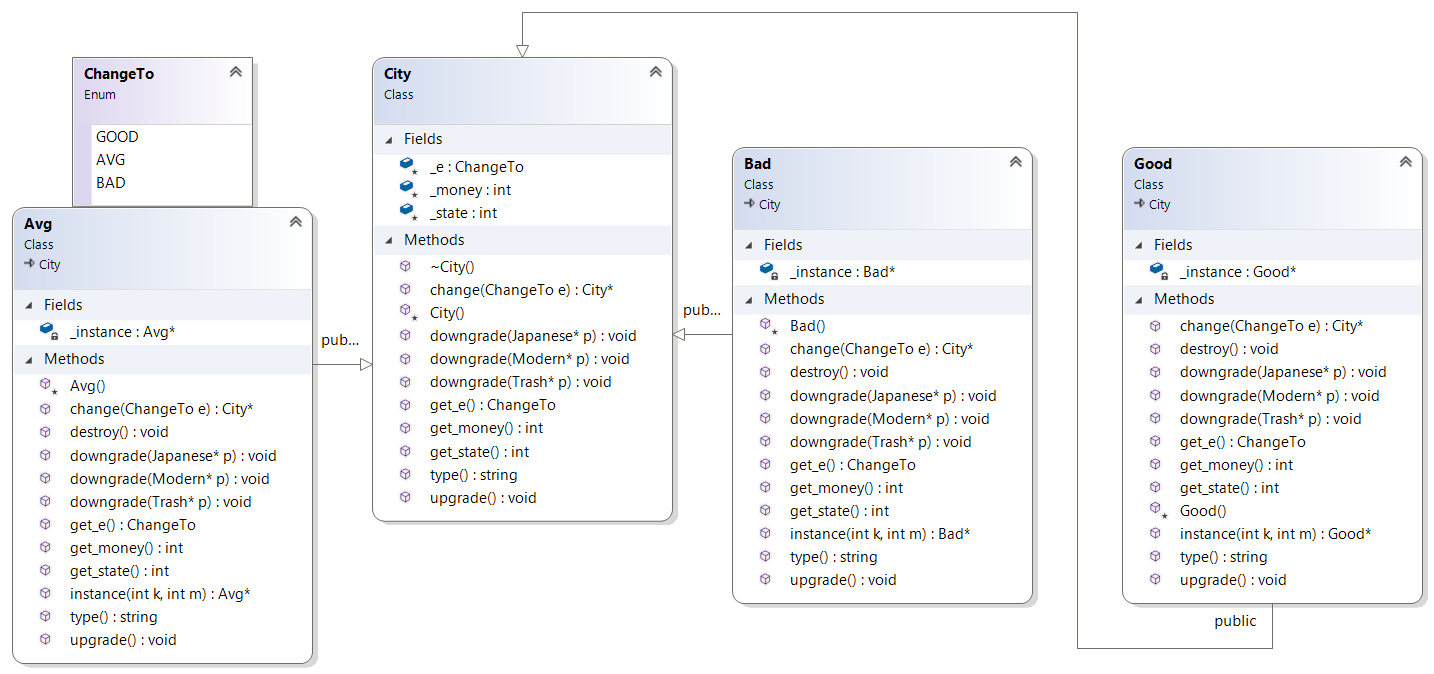 ChangeTo
Enum
GOOD
AVG
BAD
Avg
Class
City
Fields
_instance : Avg*
Methods
Avg()
change(ChangeTo e) : City*
destroy() : void
downgrade(Japanese* p) : void
downgrade(Modern* p) : void
downgrade(Trash* p) : void
get_e() : ChangeTo
get_money() : int
get_state() : int
instance(int k, int m) : Avg*
type() : string
upgrade() : void
pub...
City
Class
Fields
_e : ChangeTo
_money : int
_state : int
Methods
~City()
change(ChangeTo e) : City*
City()
downgrade(Japanese* p) : void
downgrade(Modern* p) : void
downgrade(Trash* p) : void
get_e() : ChangeTo
get_money() : int
get_state() : int
type() : string
upgrade() : void
pub...
Bad
Class
City
Fields
_instance : Bad*
Methods
Bad()
change(ChangeTo e) : City*
destroy() : void
downgrade(Japanese* p) : void
downgrade(Modern* p) : void
downgrade(Trash* p) : void
get_e() : ChangeTo
get_money() : int
get_state() : int
instance(int k, int m) : Bad*
type() : string
upgrade() : void
Good
Class
City
Fields
_instance : Good*
Methods
change(ChangeTo e) : City*
destroy() : void
downgrade(Japanese* p) : void
downgrade(Modern* p) : void
downgrade(Trash* p) : void
get_e() : ChangeTo
get_money() : int
get_state() : int
Good()
instance(int k, int m) : Good*
type() : string
upgrade() : void
public